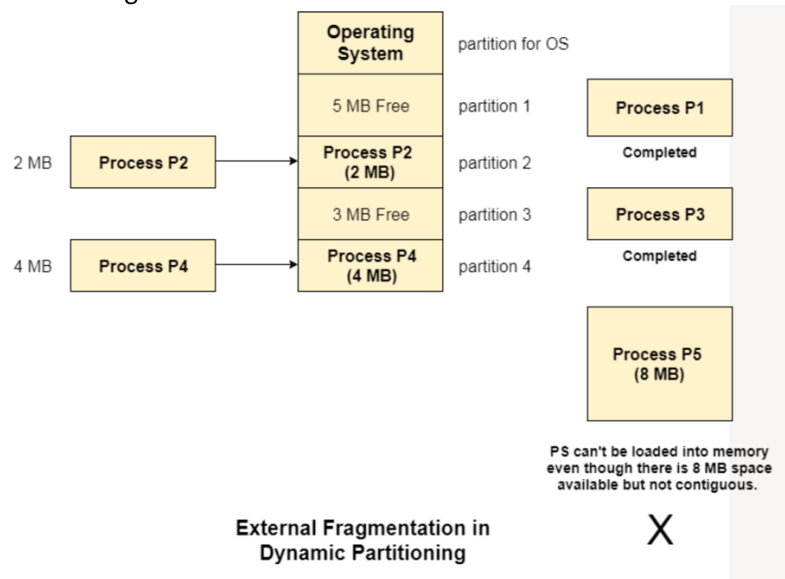 Operating
System
partition for OS
5 MB Free
partition 1
Process P1
Completed
2 MB
Process P2
Process P2
(2 MB)
partition 2
3 MB Free
partition 3
Process P3
Completed
4 MB
Process P4
Process P4
(4 MB)
partition 4
Process P5
(8 MB)
PS can't be loaded into memory
even though there is 8 MB space
available but not contiguous.
X
External Fragmentation in
Dynamic Partitioning